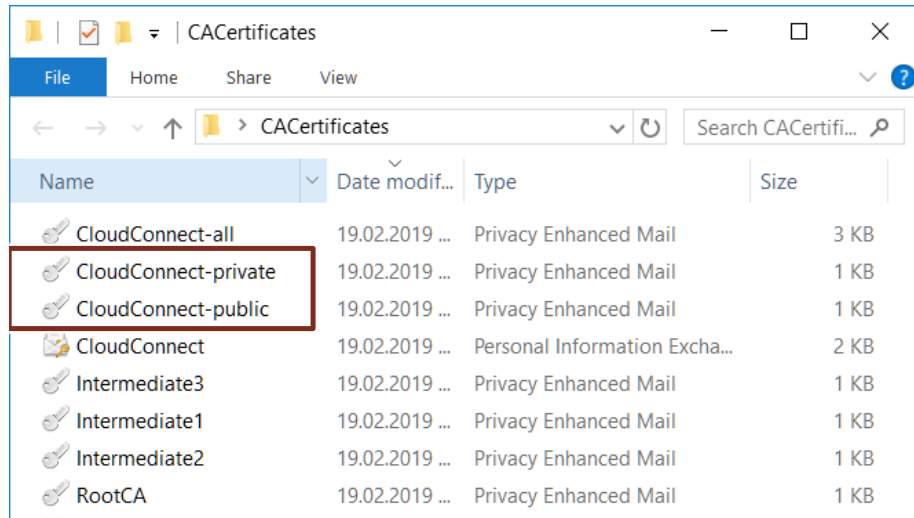 CACertificates
File Home Share View ?
CACertificates Search CACertifi...
Name Date modif... Type Size
CloudConnect-all 19.02.2019 ... Privacy Enhanced Mail 3 KB
CloudConnect-private 19.02.2019 ... Privacy Enhanced Mail 1 KB
CloudConnect-public 19.02.2019 ... Privacy Enhanced Mail 1 KB
CloudConnect 19.02.2019 ... Personal Information Excha... 2 KB
Intermediate3 19.02.2019 ... Privacy Enhanced Mail 1 KB
Intermediate1 19.02.2019 ... Privacy Enhanced Mail 1 KB
Intermediate2 19.02.2019 ... Privacy Enhanced Mail 1 KB
RootCA 19.02.2019 ... Privacy Enhanced Mail 1 KB